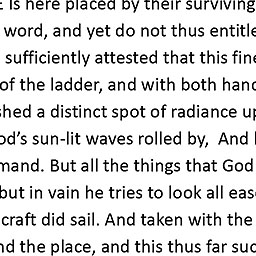 Is here placed by their surviving
word, and yet do not thus entitle
sufficiently attested that this fine
of the ladder, and with both hand
shed a distinct spot of radiance up
od’s sun-lit waves rolled by, And
mand. But all the things that God
but in vain he tries to look all eas
craft did sail. And taken with the
nd the place, and this thus far suc